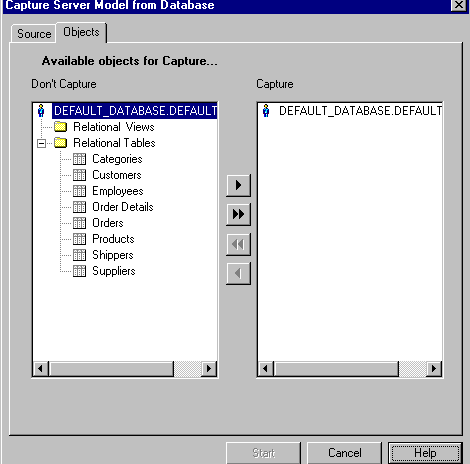 Capture Server Model from Database
Source Objects
Available objects for Capture...
Don't Capture Capture
DEFAULT_DATABASE.DEFAULT DEFAULT_DATABASE.DEFAULT
Relational Views
Relational Tables
Categories
Customers
Employees
Order Details
Orders
Products
Shippers
Suppliers
Start Cancel Help